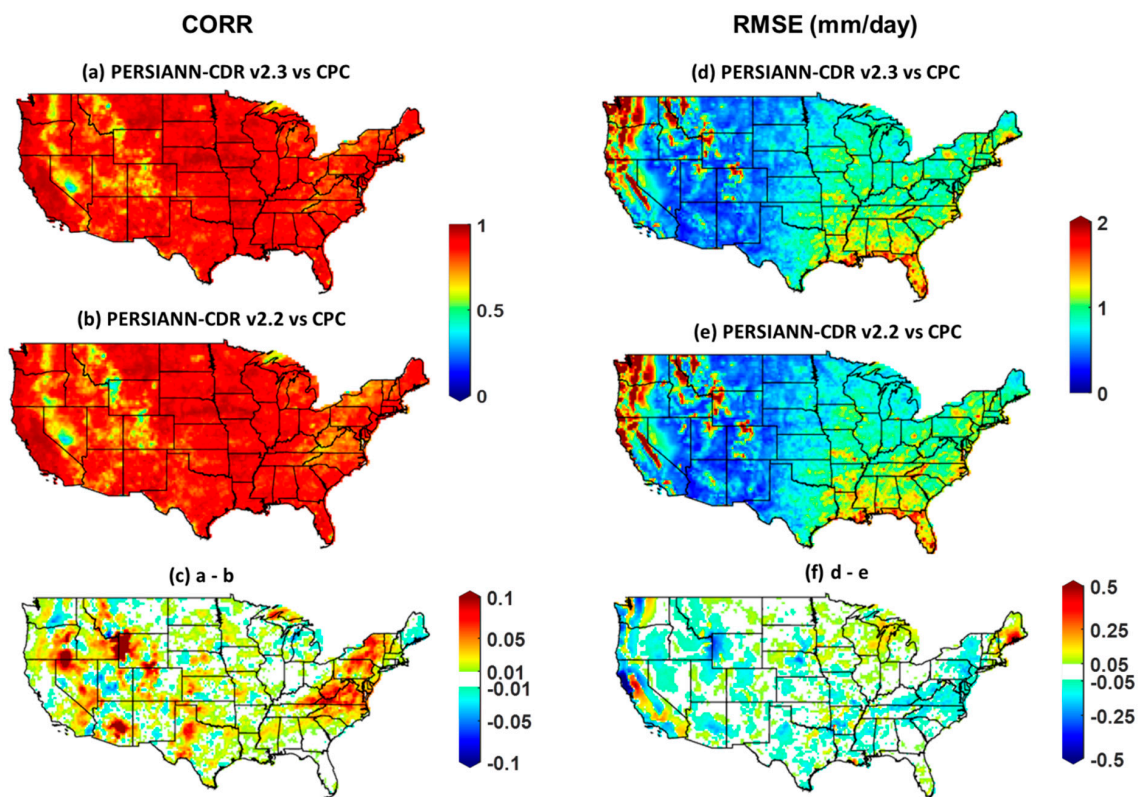 CORR
RMSE (mm/day)
(a) PERSIANN-CDR v2.3 vs CPC
(d) PERSIANN-CDR v2.3 vs CPC
1
0.5
0
2
1
0
(b) PERSIANN-CDR v2.2 vs CPC
(e) PERSIANN-CDR v2.2 vs CPC
(c) a - b
(f) d - e
0.1
0.05
0.01
-0.01
-0.05
-0.1
0.5
0.25
0.05
-0.05
-0.25
-0.5